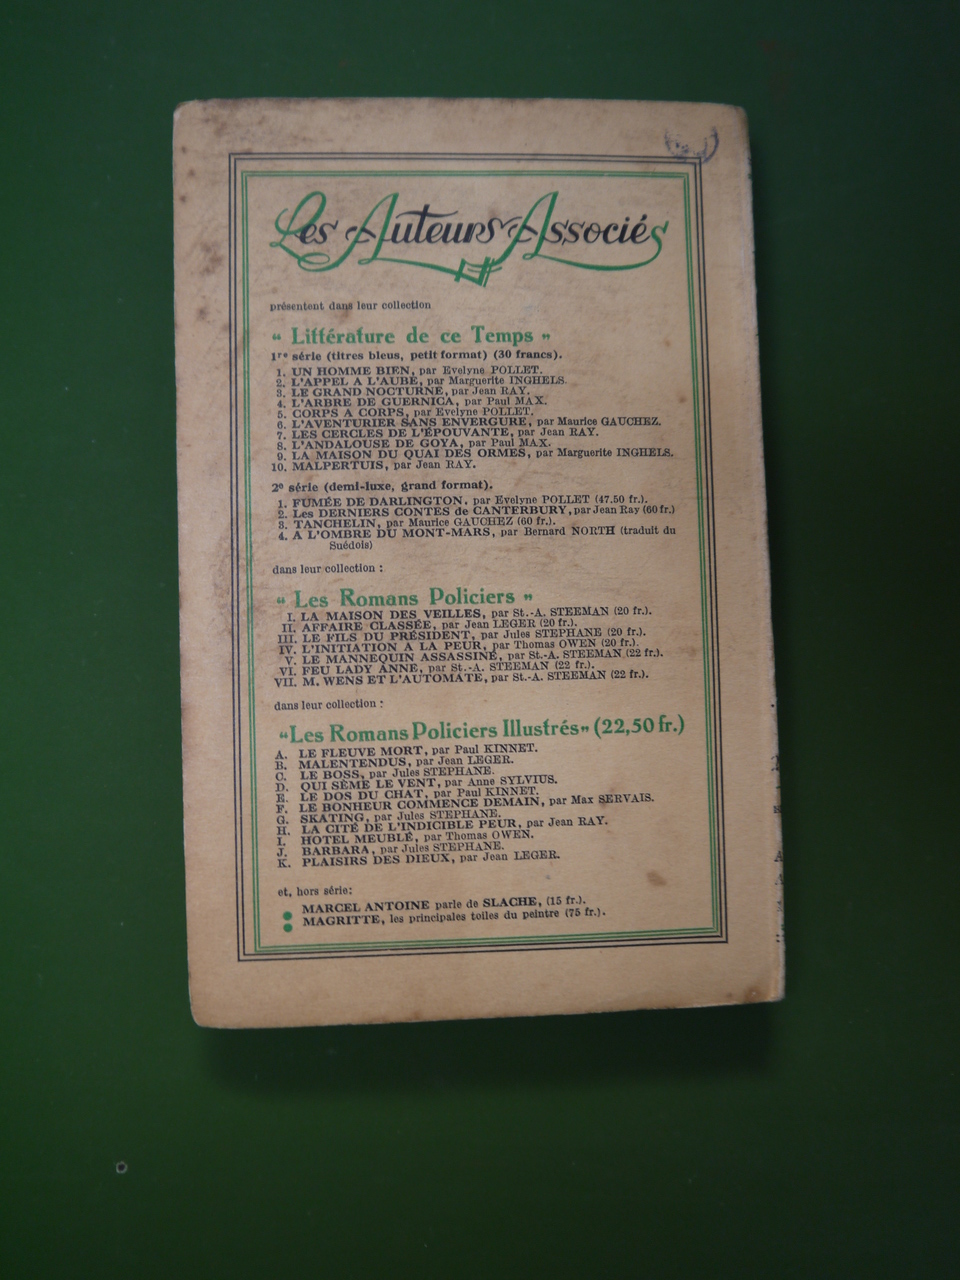 Les Auteurs Associés
présentent dans leur collection
“ Littérature de ce Temps ”
1re série (titres bleus, petit format) (30 francs).
1. UN HOMME BIEN, par Evelyne POLLET.
2. L'APPEL A L'AUBE, par Marguerite INGHELS.
3. LE GRAND NOCTURNE, par Jean RAY.
4. L'ARBRE DE GUERNICA, par Paul MAX.
5. CORPS A CORPS, par Evelyne POLLET.
6. L'AVENTURIER SANS ENVERGURE, par Maurice GAUCHEZ.
7. LES CERCLES DE L'ÉPOUVANTE, par Jean RAY.
8. L'ANDALOUSE DE GOYA, par Paul MAX.
9. LA MAISON DU QUAI DES ORMES, par Marguerite INGHELS.
10. MALPERTUIS, par Jean RAY.
2e série (demi-luxe, grand format).
1. FUMÉE DE DARLINGTON, par Evelyne POLLET (47.50 fr.).
2. Les DERNIERS CONTES de CANTERBURY, par Jean Ray (60 fr.)
3. TANCHELIN, par Maurice GAUCHEZ (60 fr.).
4. A L'OMBRE DU MONT-MARS, par Bernard NORTH (traduit du
Suédois)
dans leur collection :
“ Les Romans Policiers ”
I. LA MAISON DES VEILLES, par St.-A. STEEMAN (20 fr.).
II. AFFAIRE CLASSÉE, par Jean LEGER (20 fr.).
III. LE FILS DU PRÉSIDENT, par Jules STEPHANE (20 fr.).
IV. L'INITIATION A LA PEUR, par Thomas OWEN (20 fr.).
V. LE MANNEQUIN ASSASSINÉ, par St.-A. STEEMAN (22 fr.).
VI. FEU LADY ANNE, par St.-A. STEEMAN (22 fr.).
VII. M. WENS ET L'AUTOMATE, par St.-A. STEEMAN (22 fr.).
dans leur collection :
“Les Romans Policiers Illustrés” (22,50 fr.)
A. LE FLEUVE MORT, par Paul KINNET.
B. MALENTENDUS, par Jean LEGER.
C. LE BOSS, par Jules STEPHANE.
D. QUI SÈME LE VENT, par Anne SYLVIUS.
E. LE DOS DU CHAT, par Paul KINNET.
F. LE BONHEUR COMMENCE DEMAIN, par Max SERVAIS.
G. SKATING, par Jules STEPHANE.
H. LA CITÉ DE L'INDICIBLE PEUR, par Jean RAY.
I. HOTEL MEUBLÉ, par Thomas OWEN.
J. BARBARA, par Jules STEPHANE.
K. PLAISIRS DES DIEUX, par Jean LEGER.
et, hors série:
MARCEL ANTOINE parle de SLACHE, (15 fr.).
MAGRITTE, les principales toiles du peintre (75 fr.).